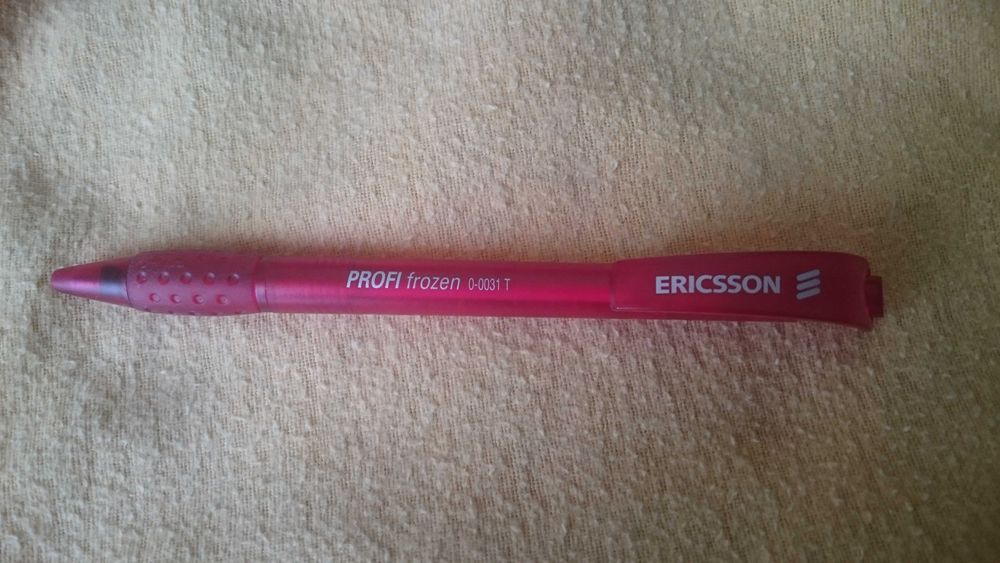 PROFI frozen 0-0031 T
ERICSSON